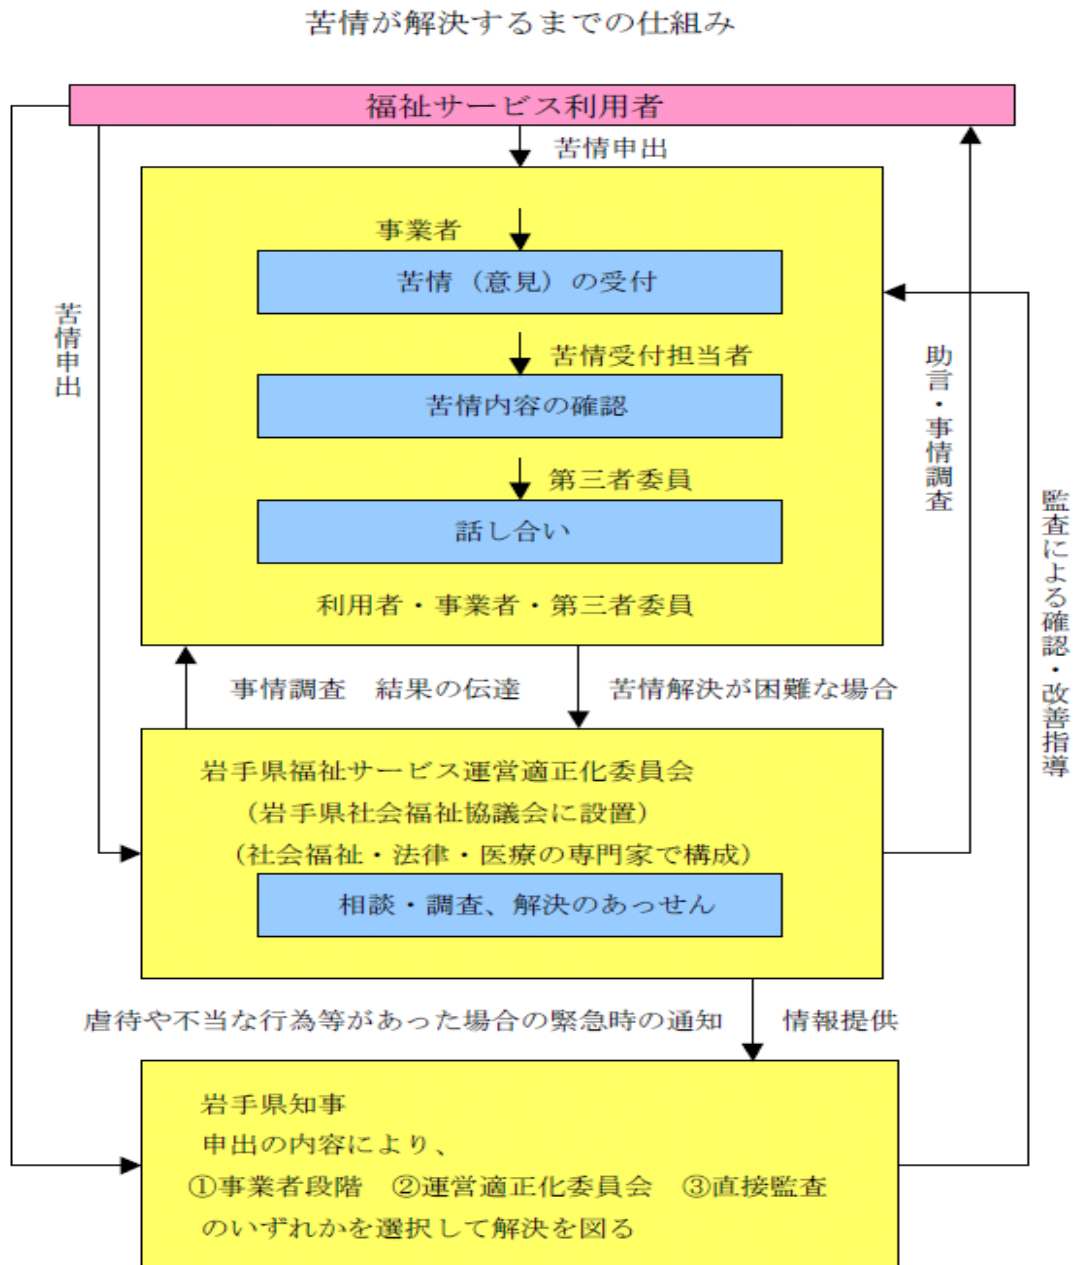 苦情が解決するまでの仕組み
福祉サービス利用者
苦情申出
事業者
苦情（意見）の受付
苦情受付担当者
苦情内容の確認
第三者委員
話し合い
利用者・事業者・第三者委員
苦情申出
助言・事情調査
監査による確認・改善指導
事情調査　結果の伝達
苦情解決が困難な場合
岩手県福祉サービス運営適正化委員会
（岩手県社会福祉協議会に設置）
（社会福祉・法律・医療の専門家で構成）
相談・調査、解決のあっせん
虐待や不当な行為等があった場合の緊急時の通知
情報提供
岩手県知事
申出の内容により、
①事業者段階　②運営適正化委員会　③直接監査
のいずれかを選択して解決を図る